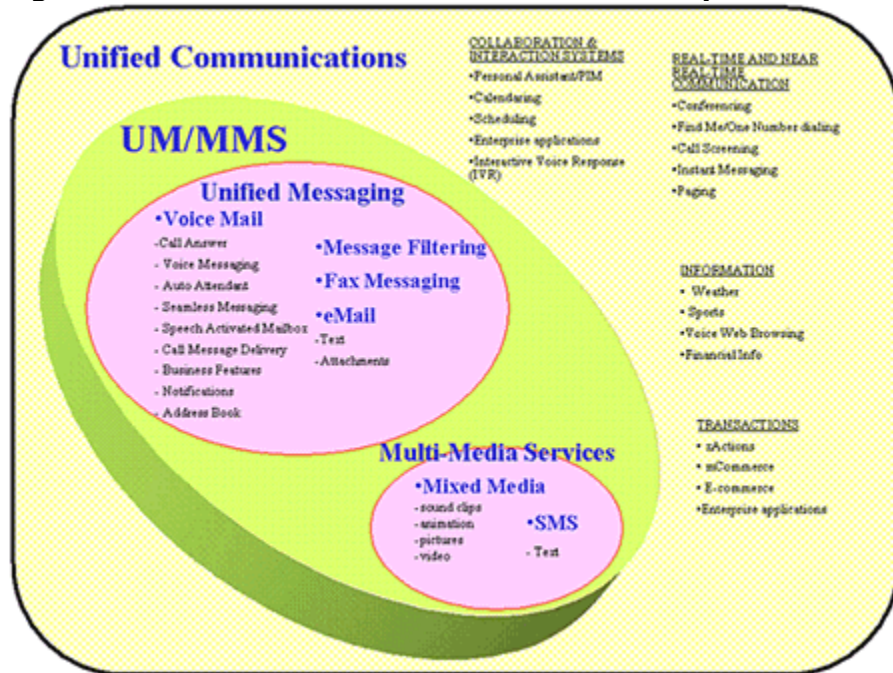 Unified Communications
COLLABORATION &
INTERACTION SYSTEMS
•Personal Assistant/PIM
•Calendaring
•Scheduling
•Enterprise applications
•Interactive Voice Response
(IVR)
REAL-TIME AND NEAR
REAL-TIME
COMMUNICATION
•Conferencing
•Find Me/One Number dialing
•Call Screening
•Instant Messaging
•Paging
UM/MMS
Unified Messaging
•Voice Mail
-Call Answer
- Voice Messaging
- Auto Attendant
- Seamless Messaging
- Speech Activated Mailbox
- Call Message Delivery
- Business Features
- Notifications
- Address Book
•Message Filtering
•Fax Messaging
•eMail
-Text
-Attachments
INFORMATION
• Weather
• Sports
•Voice Web Browsing
•Financial Info
TRANSACTIONS
• xActions
• mCommerce
• E-commerce
•Enterprise applications
Multi-Media Services
•Mixed Media
-sound clips
-animation
-pictures
-video
•SMS
- Text